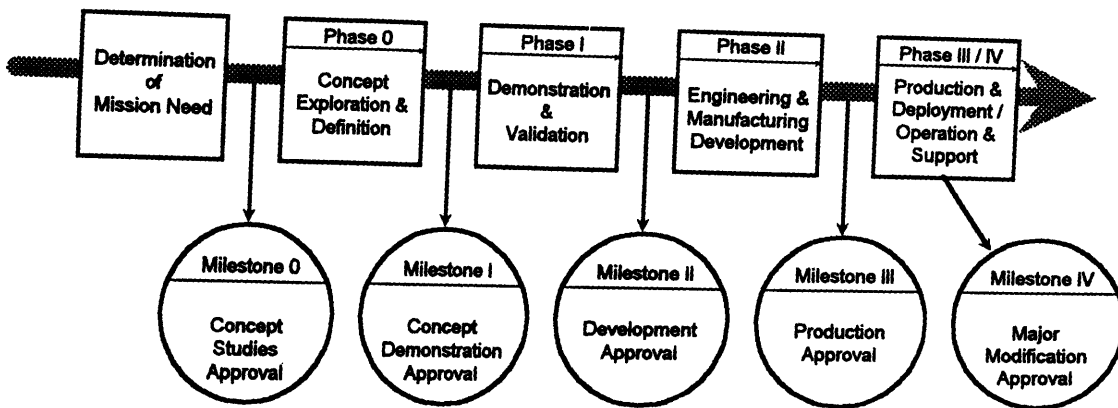 Determination
of
Mission Need
Phase 0
Concept
Exploration &
Definition
Phase I
Demonstration
&
Validation
Phase II
Engineering &
Manufacturing
Development
Phase III / IV
Production &
Deployment /
Operation &
Support
Milestone 0
Concept
Studies
Approval
Milestone I
Concept
Demonstration
Approval
Milestone II
Development
Approval
Milestone III
Production
Approval
Milestone IV
Major
Modification
Approval